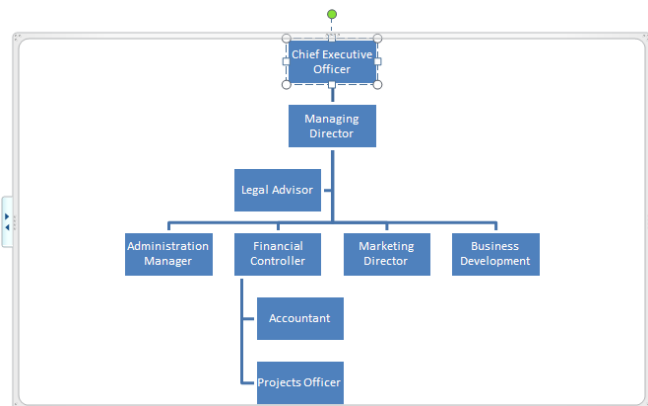 Chief Executive
Officer
Managing
Director
Legal Advisor
Administration
Manager
Financial
Controller
Marketing
Director
Business
Development
Accountant
Projects Officer